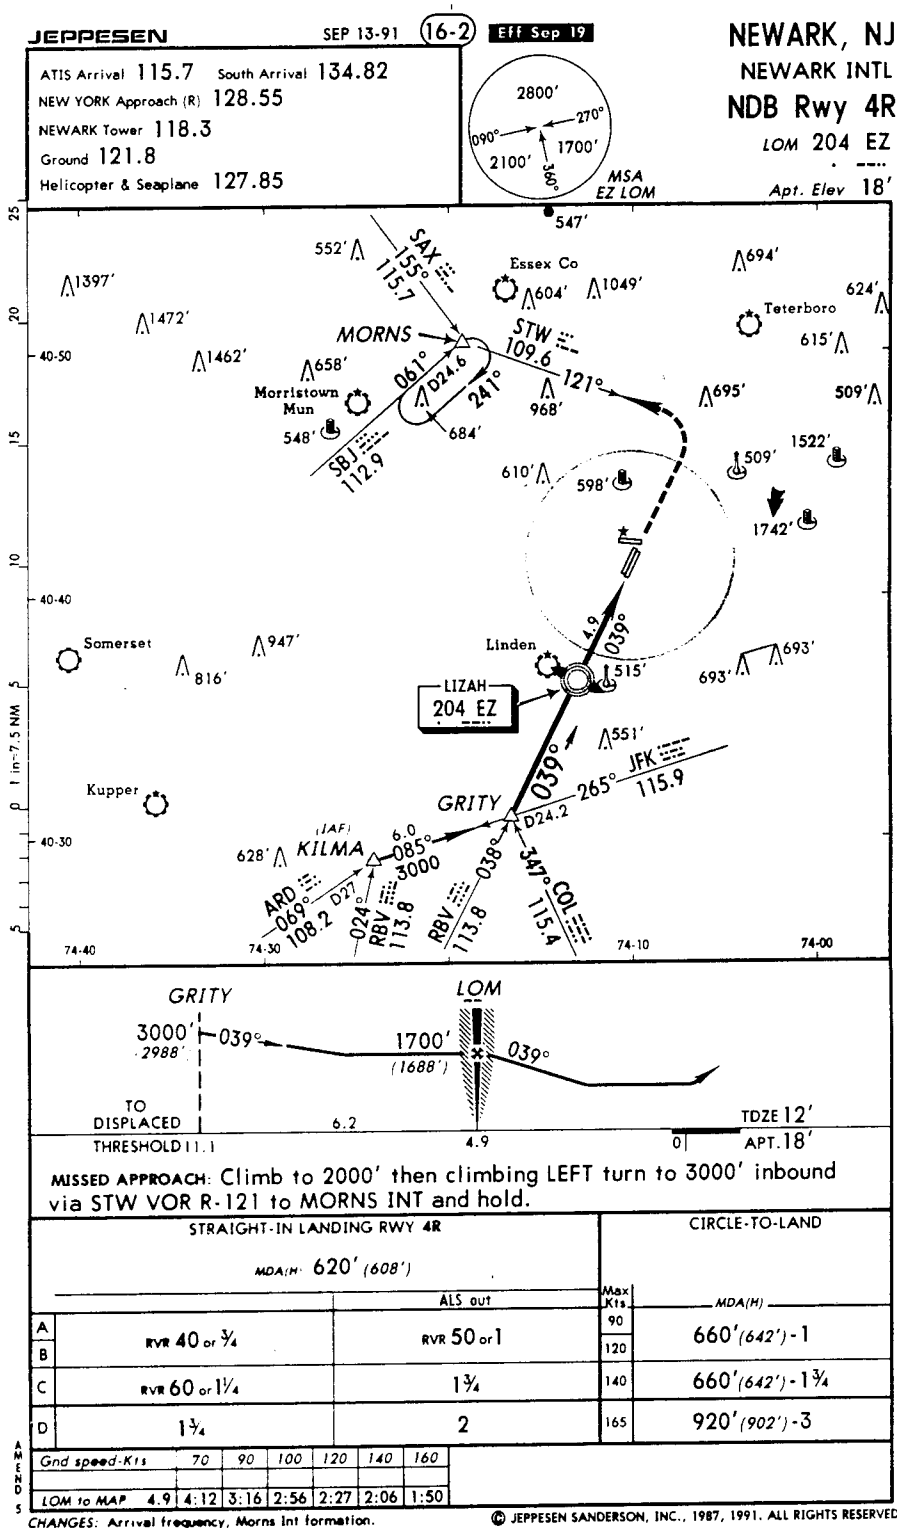 JEPPESEN SEP 13-91 16-2 Eff Sep 19
NEWARK, NJ
NEWARK INTL
NDB Rwy 4R
LOM 204 EZ
Apt. Elev 18'
ATIS Arrival 115.7 South Arrival 134.82
NEW YORK Approach (R) 128.55
NEWARK Tower 118.3
Ground 121.8
Helicopter & Seaplane 127.85
2800'
270°
090°
1700'
2100'
360°
MSA
EZ LOM
25
547'
552'
SAX
155°
115.7
694'
Essex Co
1397'
604'
1049'
624'
Teterboro
1472'
20
MORNS
STW
109.6
615'
40-50
1462'
658'
061°
D24.6
121°
Morristown
Mun
241°
968'
695'
509'
548'
684'
15
SBJ
112.9
610'
598'
509'
1522'
1742'
10
40-40
4.9
039°
Somerset
947'
Linden
816'
515'
693'
693'
5
LIZAH
204 EZ
1 in=7.5 NM
551'
039°
JFK
115.9
265°
Kupper
GRITY
D24.2
0
40-30
(IAF)
KILMA
6.0
085°
3000
628'
038°
347°
ARD
069°
108.2
D27
024°
RBV
113.8
RBV
113.8
COL
115.4
5
74-40
74-30
74-10
74-00
GRITY
LOM
3000'
(2988')
039°
1700'
(1688')
039°
TO
DISPLACED
THRESHOLD 11.1
6.2
4.9
0
TDZE 12'
APT. 18'
MISSED APPROACH: Climb to 2000' then climbing LEFT turn to 3000' inbound
via STW VOR R-121 to MORNS INT and hold.
STRAIGHT-IN LANDING RWY 4R
CIRCLE-TO-LAND
MDA(H) 620' (608')
ALS out
Max
Kts
MDA(H)
A
B
RVR 40 or ¾
RVR 50 or 1
90
120
660' (642') - 1
C
RVR 60 or 1¼
1¾
140
660' (642') - 1¾
D
1¾
2
165
920' (902') - 3
Gnd speed-Kts 70 90 100 120 140 160
LOM to MAP 4.9 4:12 3:16 2:56 2:27 2:06 1:50
AMEND 5
CHANGES: Arrival frequency, Morns Int formation.
© JEPPESEN SANDERSON, INC., 1987, 1991. ALL RIGHTS RESERVED